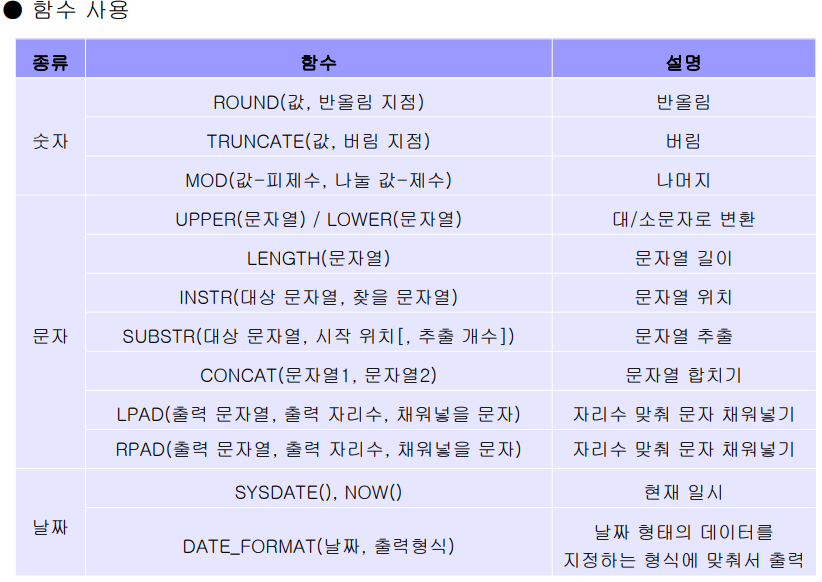 ● 함수 사용
종류 함수 설명
숫자
ROUND(값, 반올림 지점) 반올림
TRUNCATE(값, 버림 지점) 버림
MOD(값-피제수, 나눌 값-제수) 나머지
문자
UPPER(문자열) / LOWER(문자열) 대/소문자로 변환
LENGTH(문자열) 문자열 길이
INSTR(대상 문자열, 찾을 문자열) 문자열 위치
SUBSTR(대상 문자열, 시작 위치[, 추출 개수]) 문자열 추출
CONCAT(문자열1, 문자열2) 문자열 합치기
LPAD(출력 문자열, 출력 자리수, 채워넣을 문자) 자리수 맞춰 문자 채워넣기
RPAD(출력 문자열, 출력 자리수, 채워넣을 문자) 자리수 맞춰 문자 채워넣기
날짜
SYSDATE(), NOW() 현재 일시
DATE_FORMAT(날짜, 출력형식) 날짜 형태의 데이터를
지정하는 형식에 맞춰서 출력